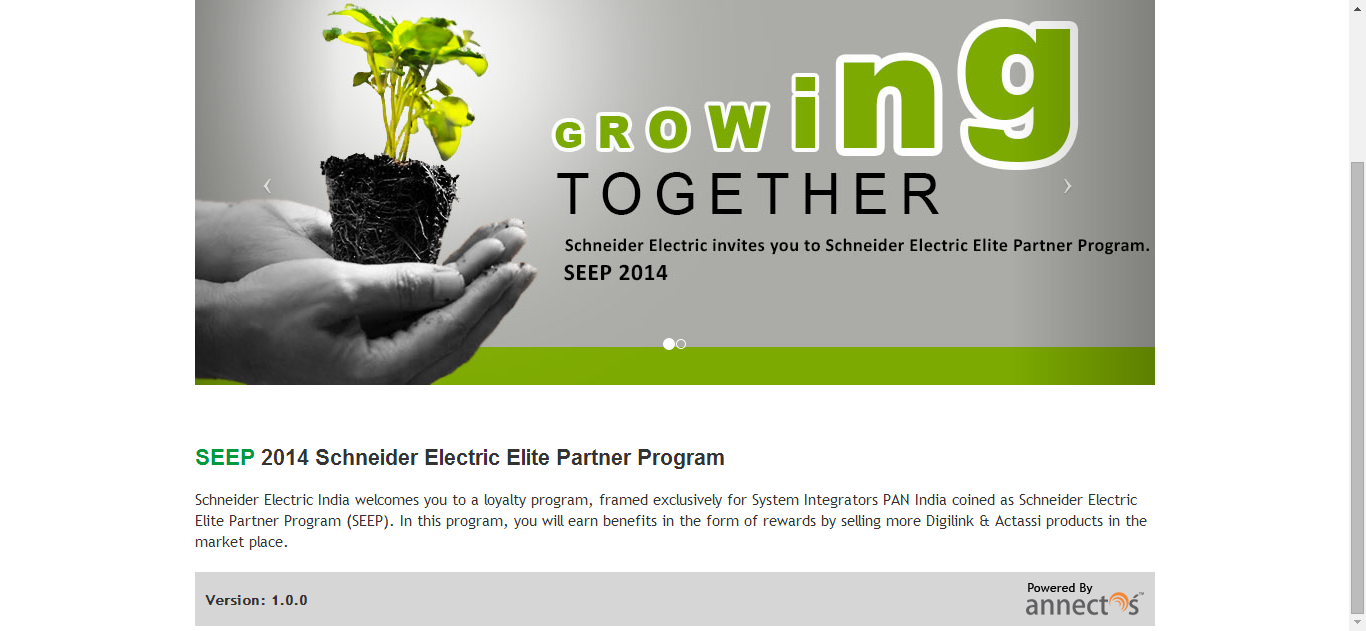 GROWing
TOGETHER
Schneider Electric invites you to Schneider Electric Elite Partner Program.
SEEP 2014
SEEP 2014 Schneider Electric Elite Partner Program
Schneider Electric India welcomes you to a loyalty program, framed exclusively for System Integrators PAN India coined as Schneider Electric
Elite Partner Program (SEEP). In this program, you will earn benefits in the form of rewards by selling more Digilink & Actassi products in the
market place.
Version: 1.0.0
Powered By
annectos™